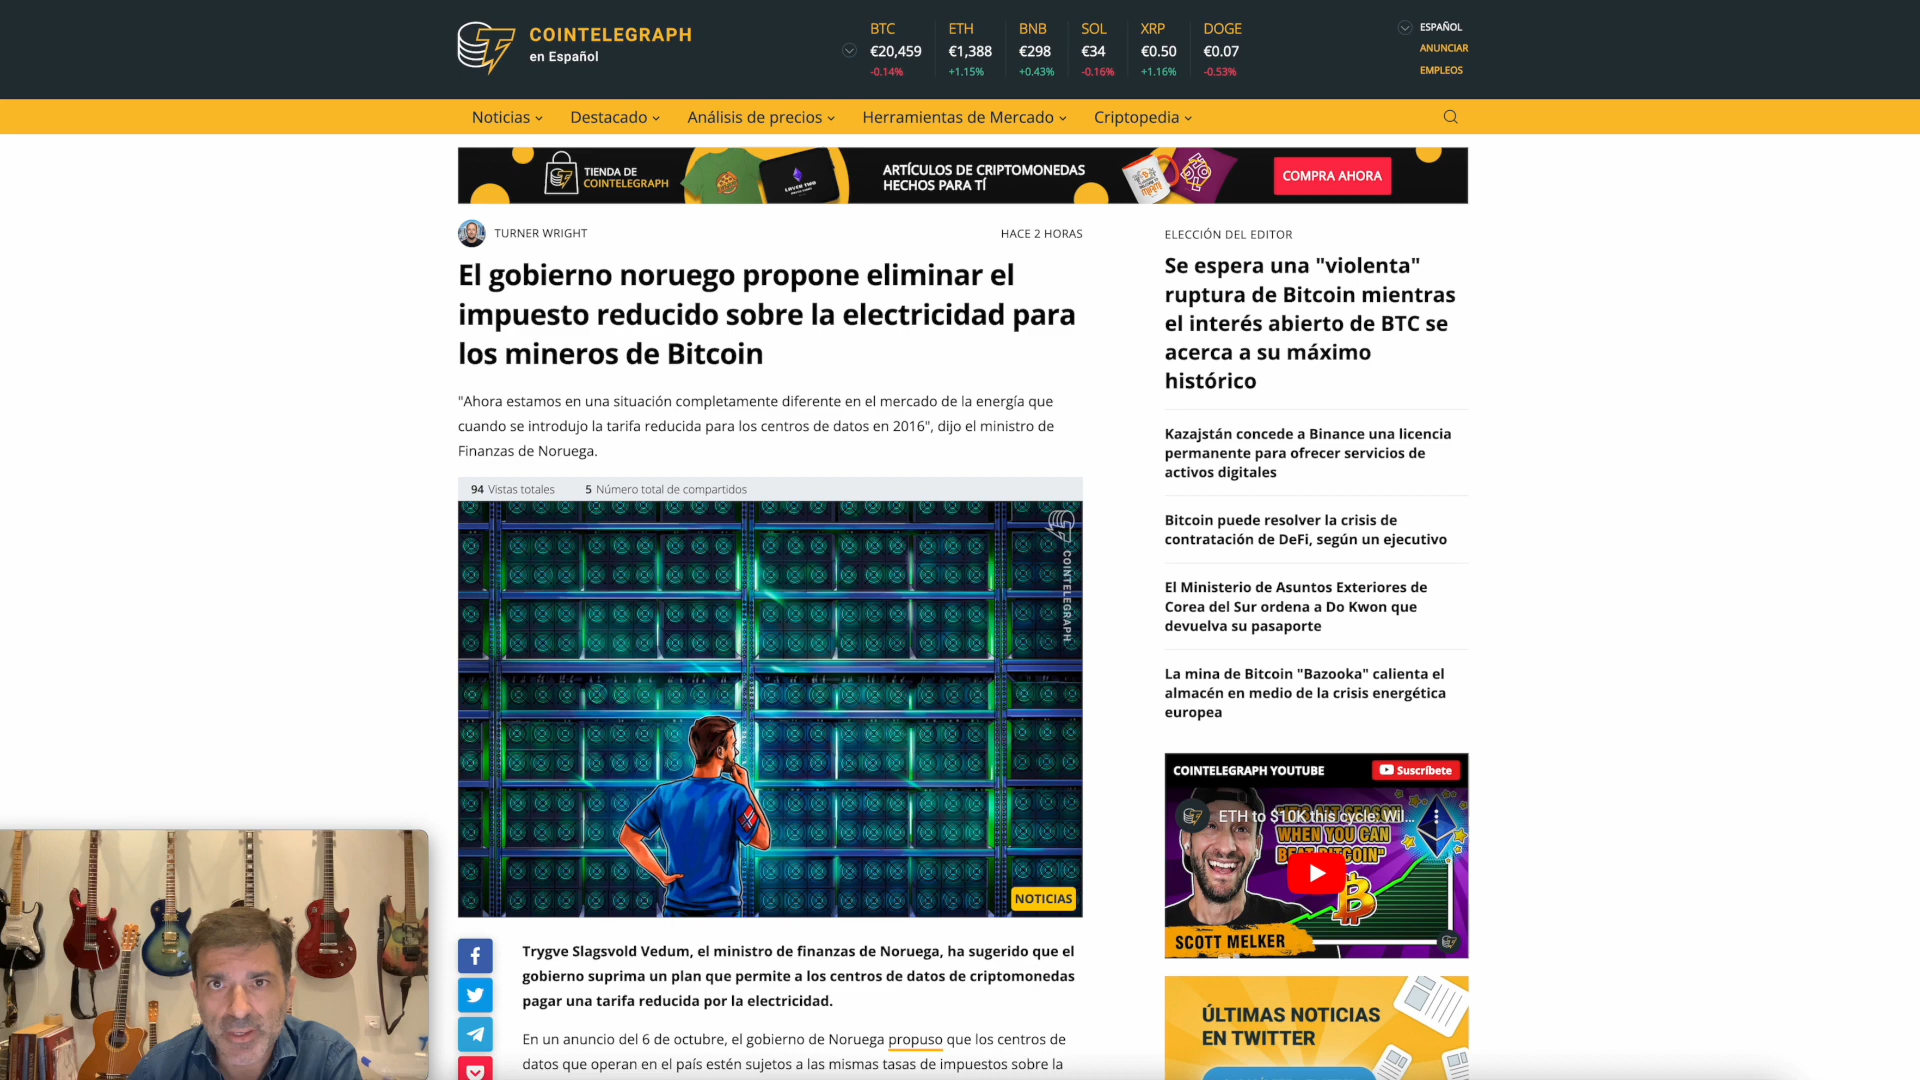 COINTELEGRAPH
en Español
BTC
€20,459
-0.14%
ETH
€1,388
+1.15%
BNB
€298
+0.43%
SOL
€34
-0.16%
XRP
€0.50
+1.16%
DOGE
€0.07
-0.53%
ESPAÑOL
ANUNCIAR
EMPLEOS
Noticias
Destacado
Análisis de precios
Herramientas de Mercado
Criptopedia
TIENDA DE
COINTELEGRAPH
ARTÍCULOS DE CRIPTOMONEDAS
HECHOS PARA TÍ
COMPRA AHORA
TURNER WRIGHT
HACE 2 HORAS
El gobierno noruego propone eliminar el
impuesto reducido sobre la electricidad para
los mineros de Bitcoin
"Ahora estamos en una situación completamente diferente en el mercado de la energía que
cuando se introdujo la tarifa reducida para los centros de datos en 2016", dijo el ministro de
Finanzas de Noruega.
94 Vistas totales
5 Número total de compartidos
COINTELEGRAPH
NOTICIAS
Trygve Slagsvold Vedum, el ministro de finanzas de Noruega, ha sugerido que el
gobierno suprima un plan que permite a los centros de datos de criptomonedas
pagar una tarifa reducida por la electricidad.
En un anuncio del 6 de octubre, el gobierno de Noruega propuso que los centros de
datos que operan en el país estén sujetos a las mismas tasas de impuestos sobre la
ELECCIÓN DEL EDITOR
Se espera una "violenta"
ruptura de Bitcoin mientras
el interés abierto de BTC se
acerca a su máximo
histórico
Kazajstán concede a Binance una licencia
permanente para ofrecer servicios de
activos digitales
Bitcoin puede resolver la crisis de
contratación de DeFi, según un ejecutivo
El Ministerio de Asuntos Exteriores de
Corea del Sur ordena a Do Kwon que
devuelva su pasaporte
La mina de Bitcoin "Bazooka" calienta el
almacén en medio de la crisis energética
europea
COINTELEGRAPH YOUTUBE
Suscríbete
ETH to $10K this cycle: Wil...
"IT'S ALT SEASON
WHEN YOU CAN
BEAT BITCOIN"
SCOTT MELKER
ÚLTIMAS NOTICIAS
EN TWITTER